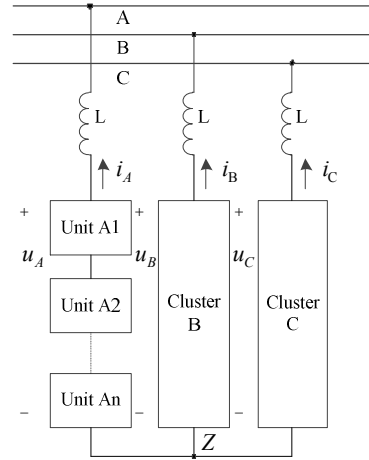 A
B
C
L L L
i_A i_B i_C
+ + +
Unit A1
u_A u_B u_C
Unit A2
Cluster B
Cluster C
Unit An
− − −
Z